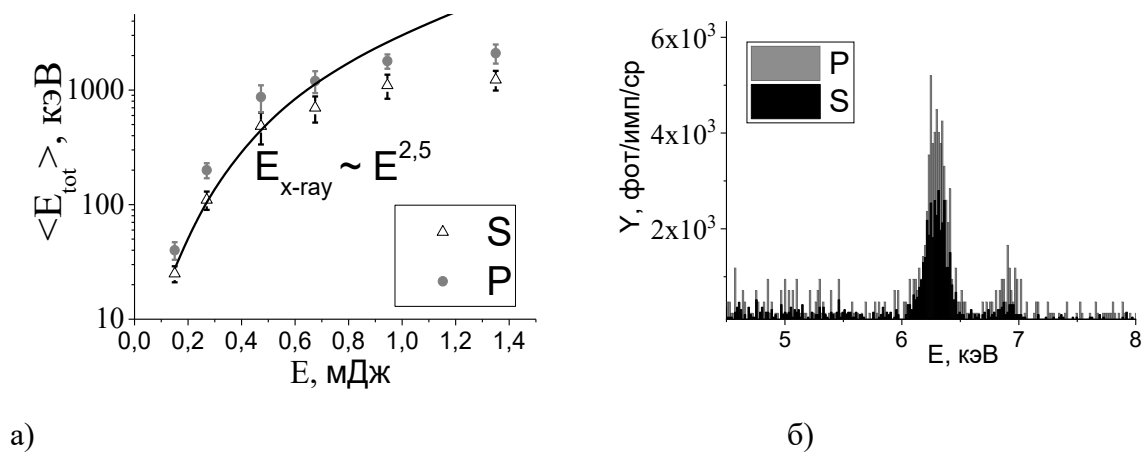 <E_tot>, кэВ
1000
100
10
0,0 0,2 0,4 0,6 0,8 1,0 1,2 1,4
E, мДж
E_x-ray ~ E^2,5
S
P
а)
Y, фот/имп/ср
6x10^3
4x10^3
2x10^3
P
S
5 6 7 8
E, кэВ
б)